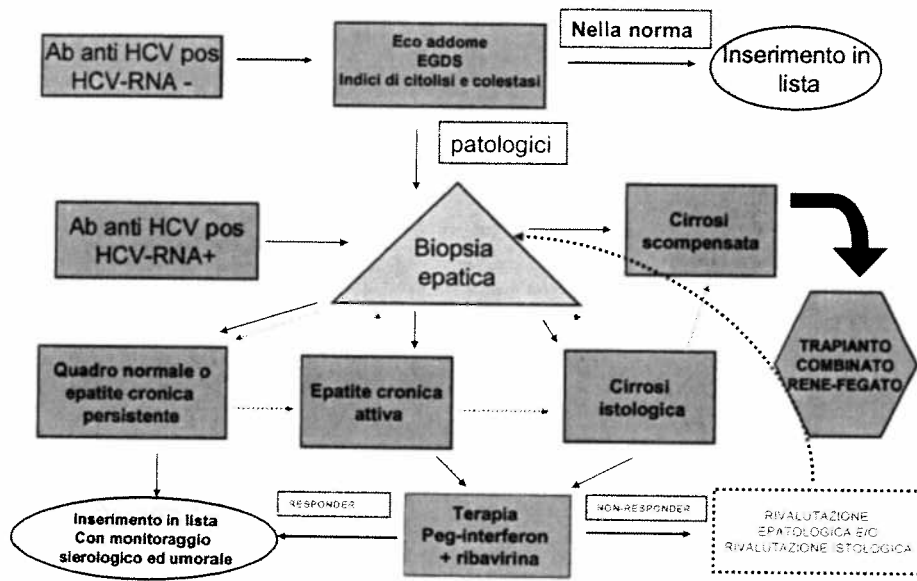 Ab anti HCV pos
HCV-RNA -
Eco addome
EGDS
Indici di citolisi e colestasi
Nella norma
Inserimento in
lista
patologici
Ab anti HCV pos
HCV-RNA+
Biopsia
epatica
Cirrosi
scompensata
TRAPIANTO
COMBINATO
RENE-FEGATO
Quadro normale o
epatite cronica
persistente
Epatite cronica
attiva
Cirrosi
istologica
Inserimento in lista
Con monitoraggio
sierologico ed umorale
RESPONDER
Terapia
Peg-interferon
+ ribavirina
NON-RESPONDER
RIVALUTAZIONE
EPATOLOGICA E/O
RIVALUTAZIONE ISTOLOGICA